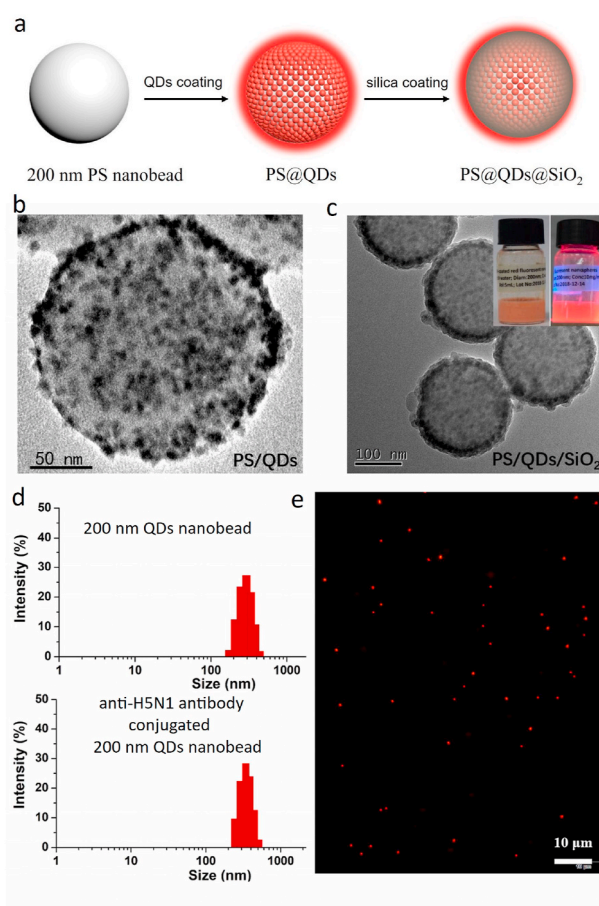 a
QDs coating
silica coating
200 nm PS nanobead
PS@QDs
PS@QDs@SiO₂
b
50 nm
PS/QDs
c
100 nm
PS/QDs/SiO₂
d
50
40
30
20
10
0
Intensity (%)
200 nm QDs nanobead
1
10
100
1000
Size (nm)
50
40
30
20
10
0
Intensity (%)
anti-H5N1 antibody
conjugated
200 nm QDs nanobead
1
10
100
1000
Size (nm)
e
10 μm